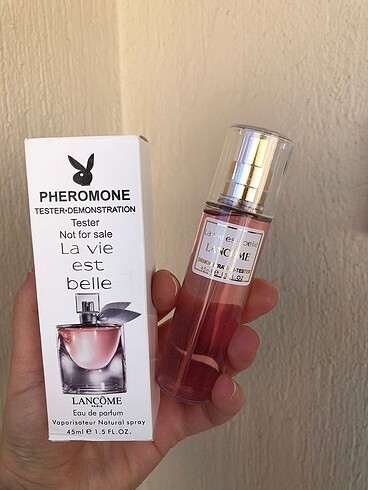 PHEROMONE
TESTER•DEMONSTRATION
Tester
Not for sale
La vie
est
belle
LANCÔME
PARIS
Eau de parfum
Vaporisateur Natural spray
45ml e 1.5 FL.OZ.
La vie est belle
LANCÔME